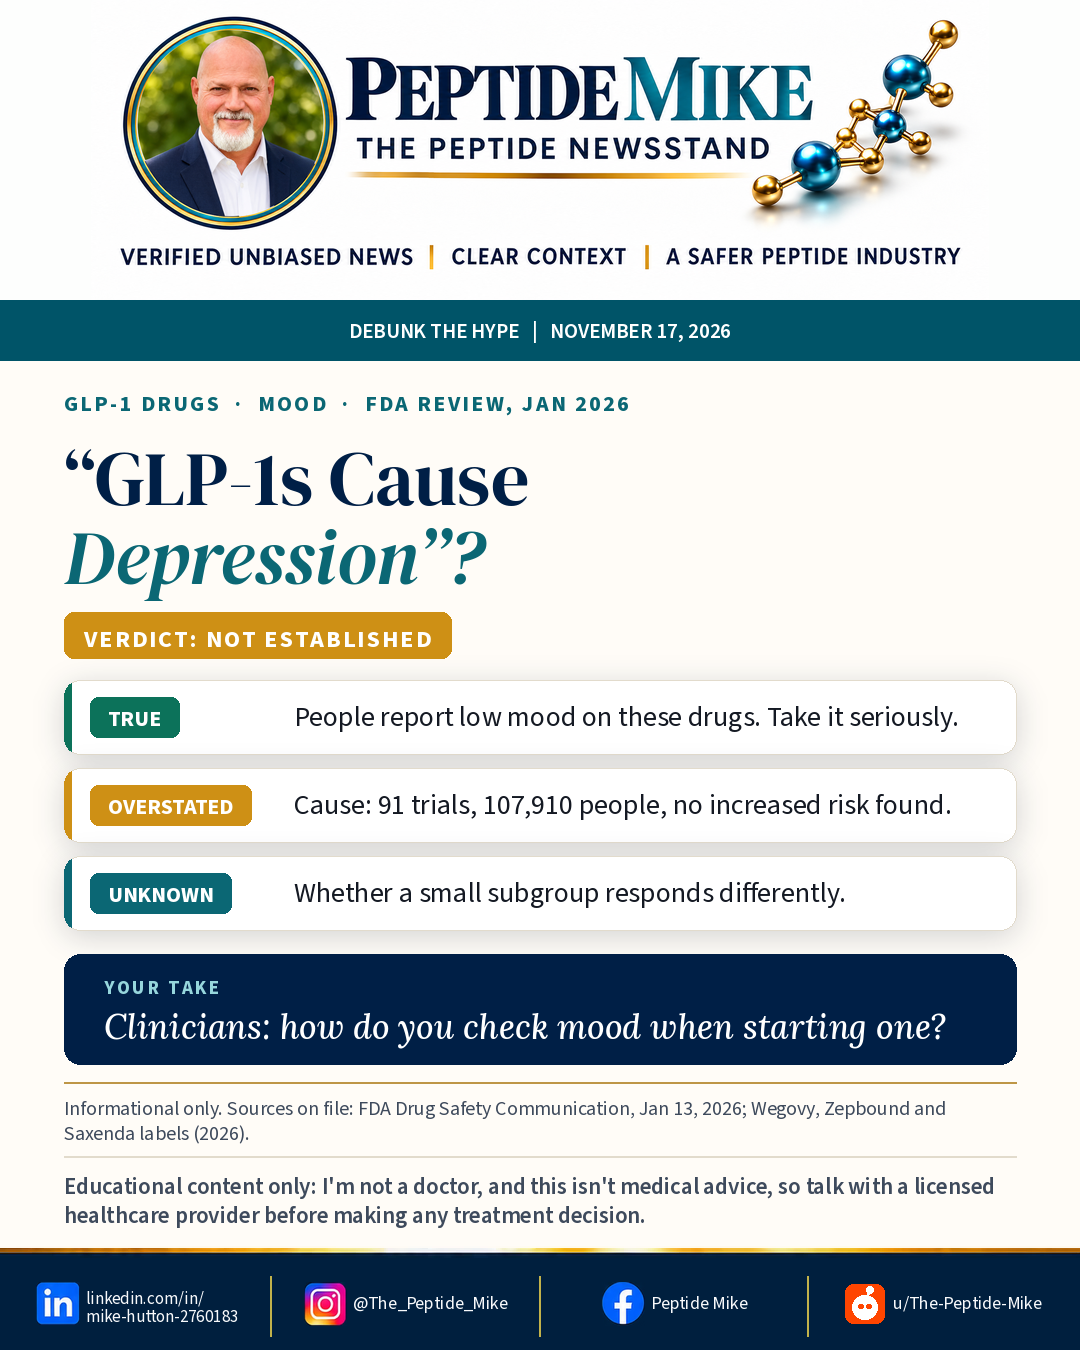 PEPTIDEMIKE
THE PEPTIDE NEWSSTAND
VERIFIED UNBIASED NEWS | CLEAR CONTEXT | A SAFER PEPTIDE INDUSTRY
DEBUNK THE HYPE | NOVEMBER 17, 2026
GLP-1 DRUGS · MOOD · FDA REVIEW, JAN 2026
“GLP-1s Cause
Depression”?
VERDICT: NOT ESTABLISHED
TRUE People report low mood on these drugs. Take it seriously.
OVERSTATED Cause: 91 trials, 107,910 people, no increased risk found.
UNKNOWN Whether a small subgroup responds differently.
YOUR TAKE
Clinicians: how do you check mood when starting one?
Informational only. Sources on file: FDA Drug Safety Communication, Jan 13, 2026; Wegovy, Zepbound and
Saxenda labels (2026).
Educational content only: I'm not a doctor, and this isn't medical advice, so talk with a licensed
healthcare provider before making any treatment decision.
in linkedin.com/in/
mike-hutton-2760183
@The_Peptide_Mike
Peptide Mike
u/The-Peptide-Mike